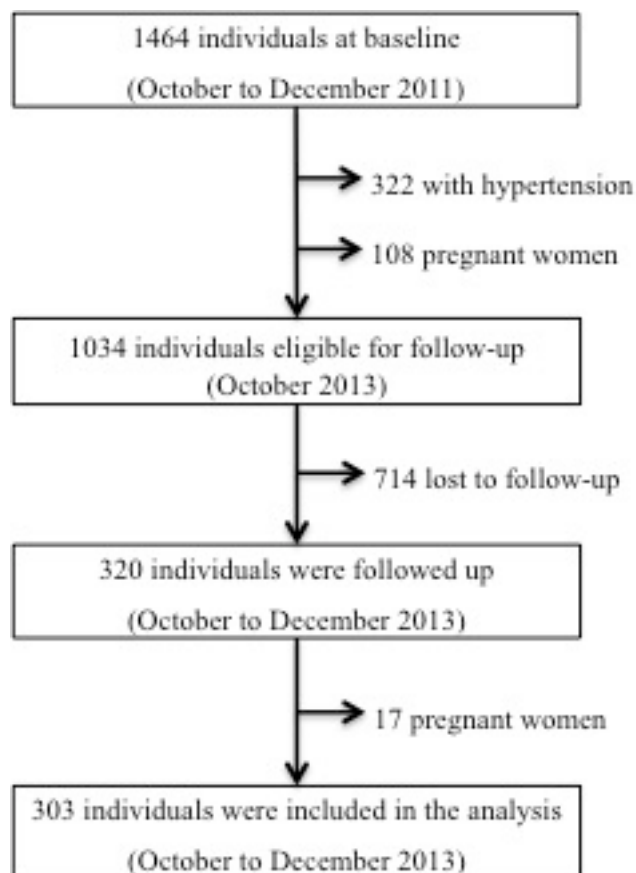 1464 individuals at baseline
(October to December 2011)
322 with hypertension
108 pregnant women
1034 individuals eligible for follow-up
(October 2013)
714 lost to follow-up
320 individuals were followed up
(October to December 2013)
17 pregnant women
303 individuals were included in the analysis
(October to December 2013)